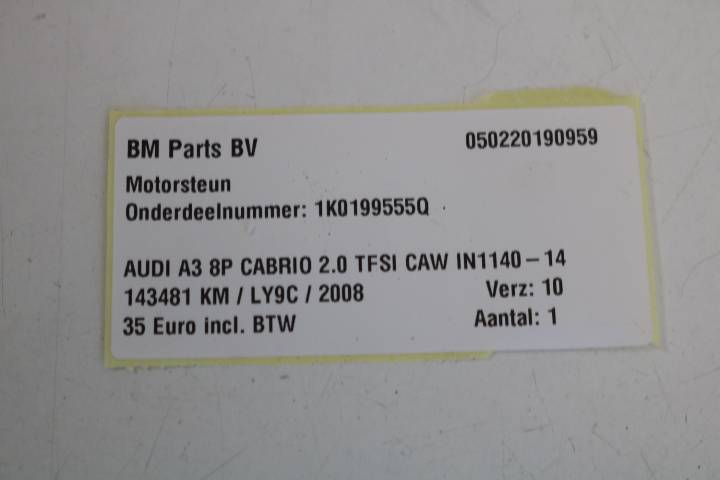 BM Parts BV 050220190959
Motorsteun
Onderdeelnummer: 1K0199555Q
AUDI A3 8P CABRIO 2.0 TFSI CAW IN1140-14
143481 KM / LY9C / 2008 Verz: 10
35 Euro incl. BTW Aantal: 1